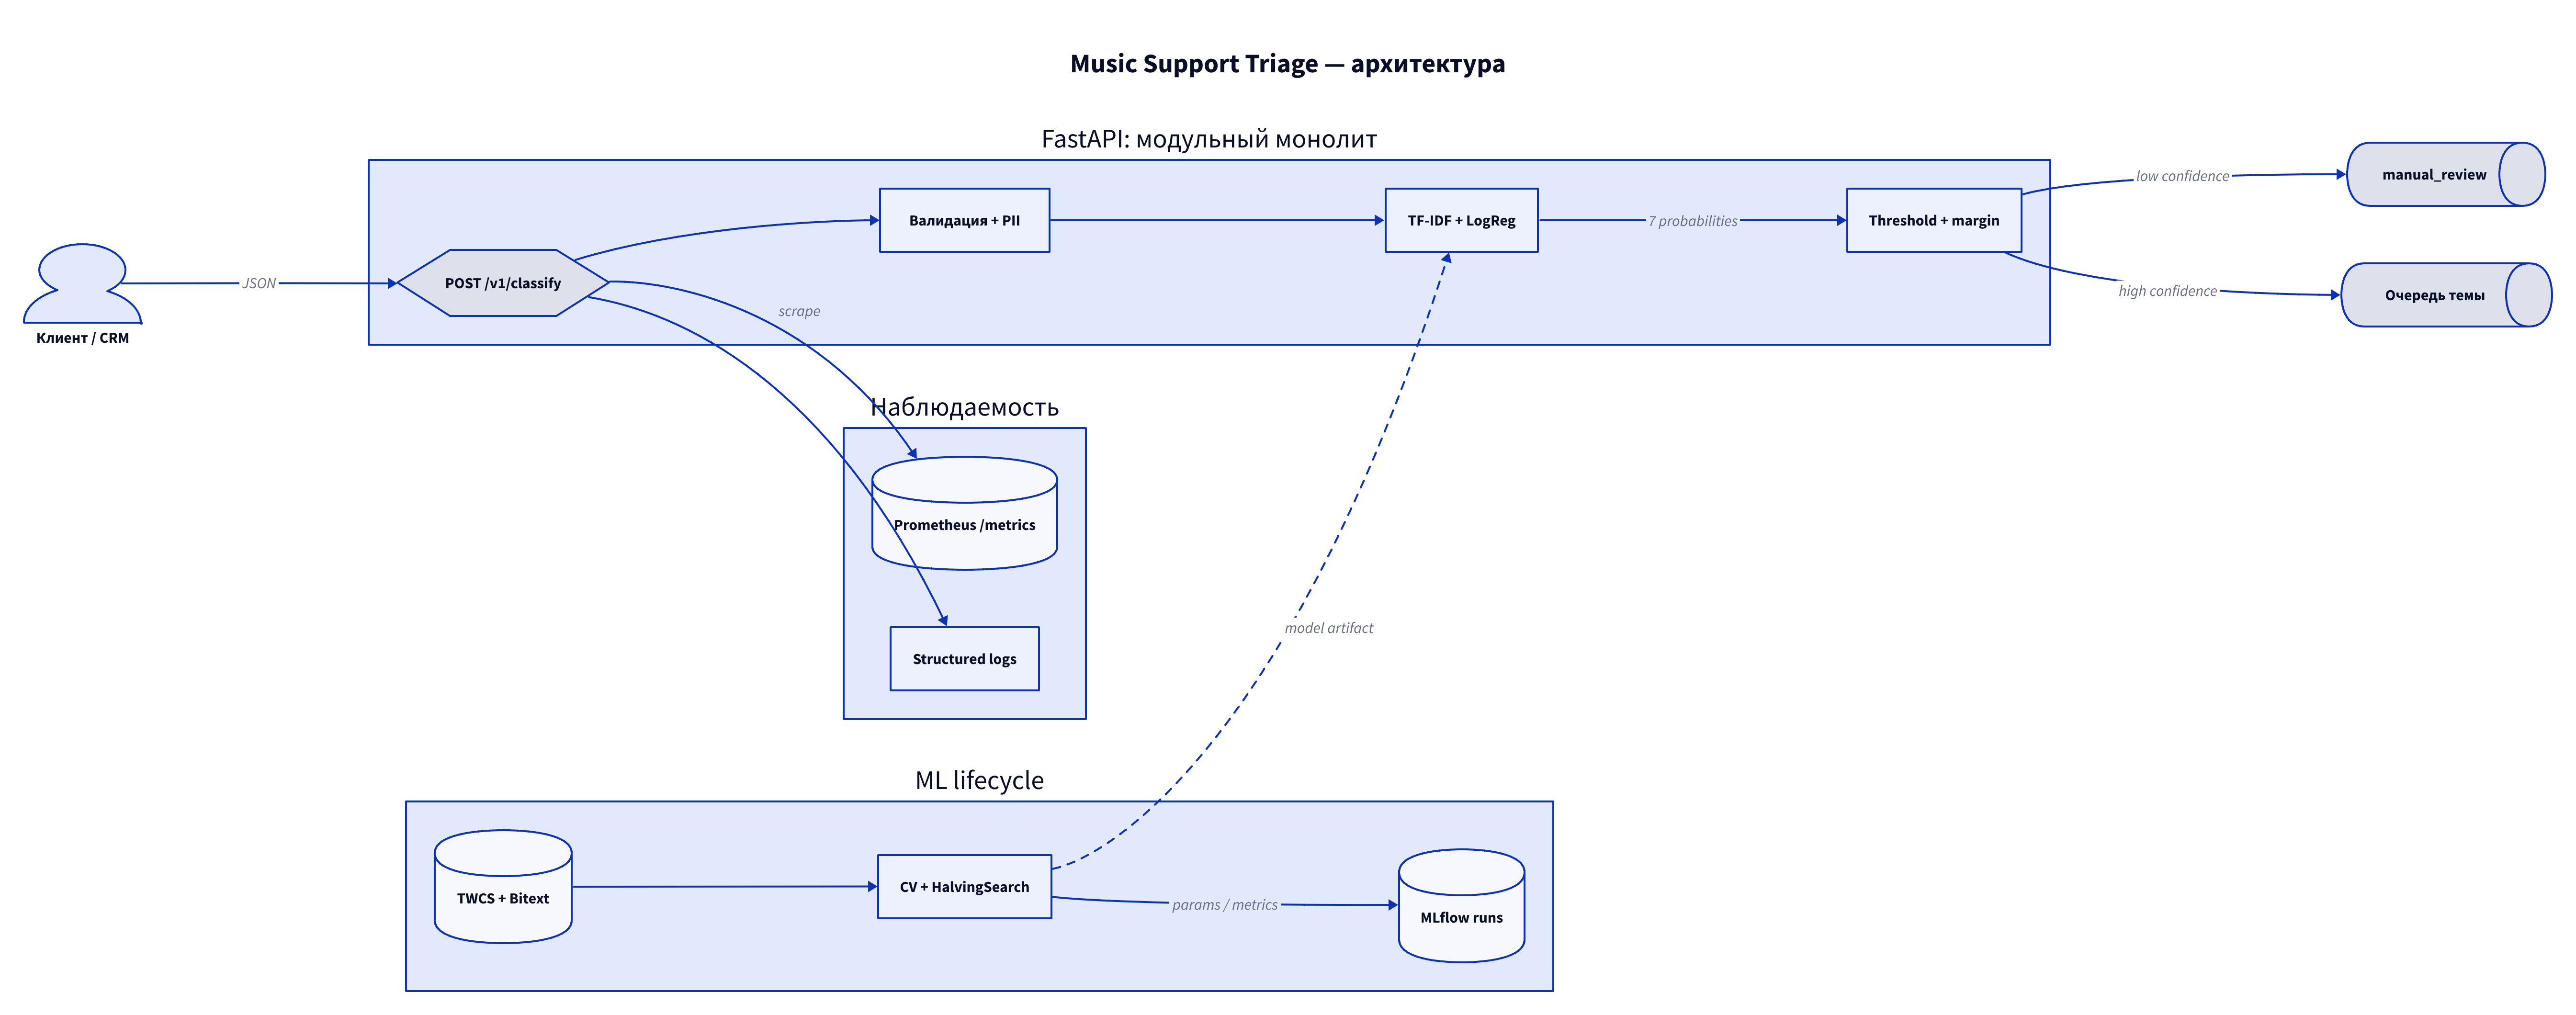 Music Support Triage — архитектура
FastAPI: модульный монолит
manual_review
low confidence
Валидация + PII
TF-IDF + LogReg
7 probabilities
Threshold + margin
JSON
POST /v1/classify
high confidence
Очередь темы
scrape
Клиент / CRM
Наблюдаемость
Prometheus /metrics
model artifact
Structured logs
ML lifecycle
TWCS + Bitext
CV + HalvingSearch
params / metrics
MLflow runs